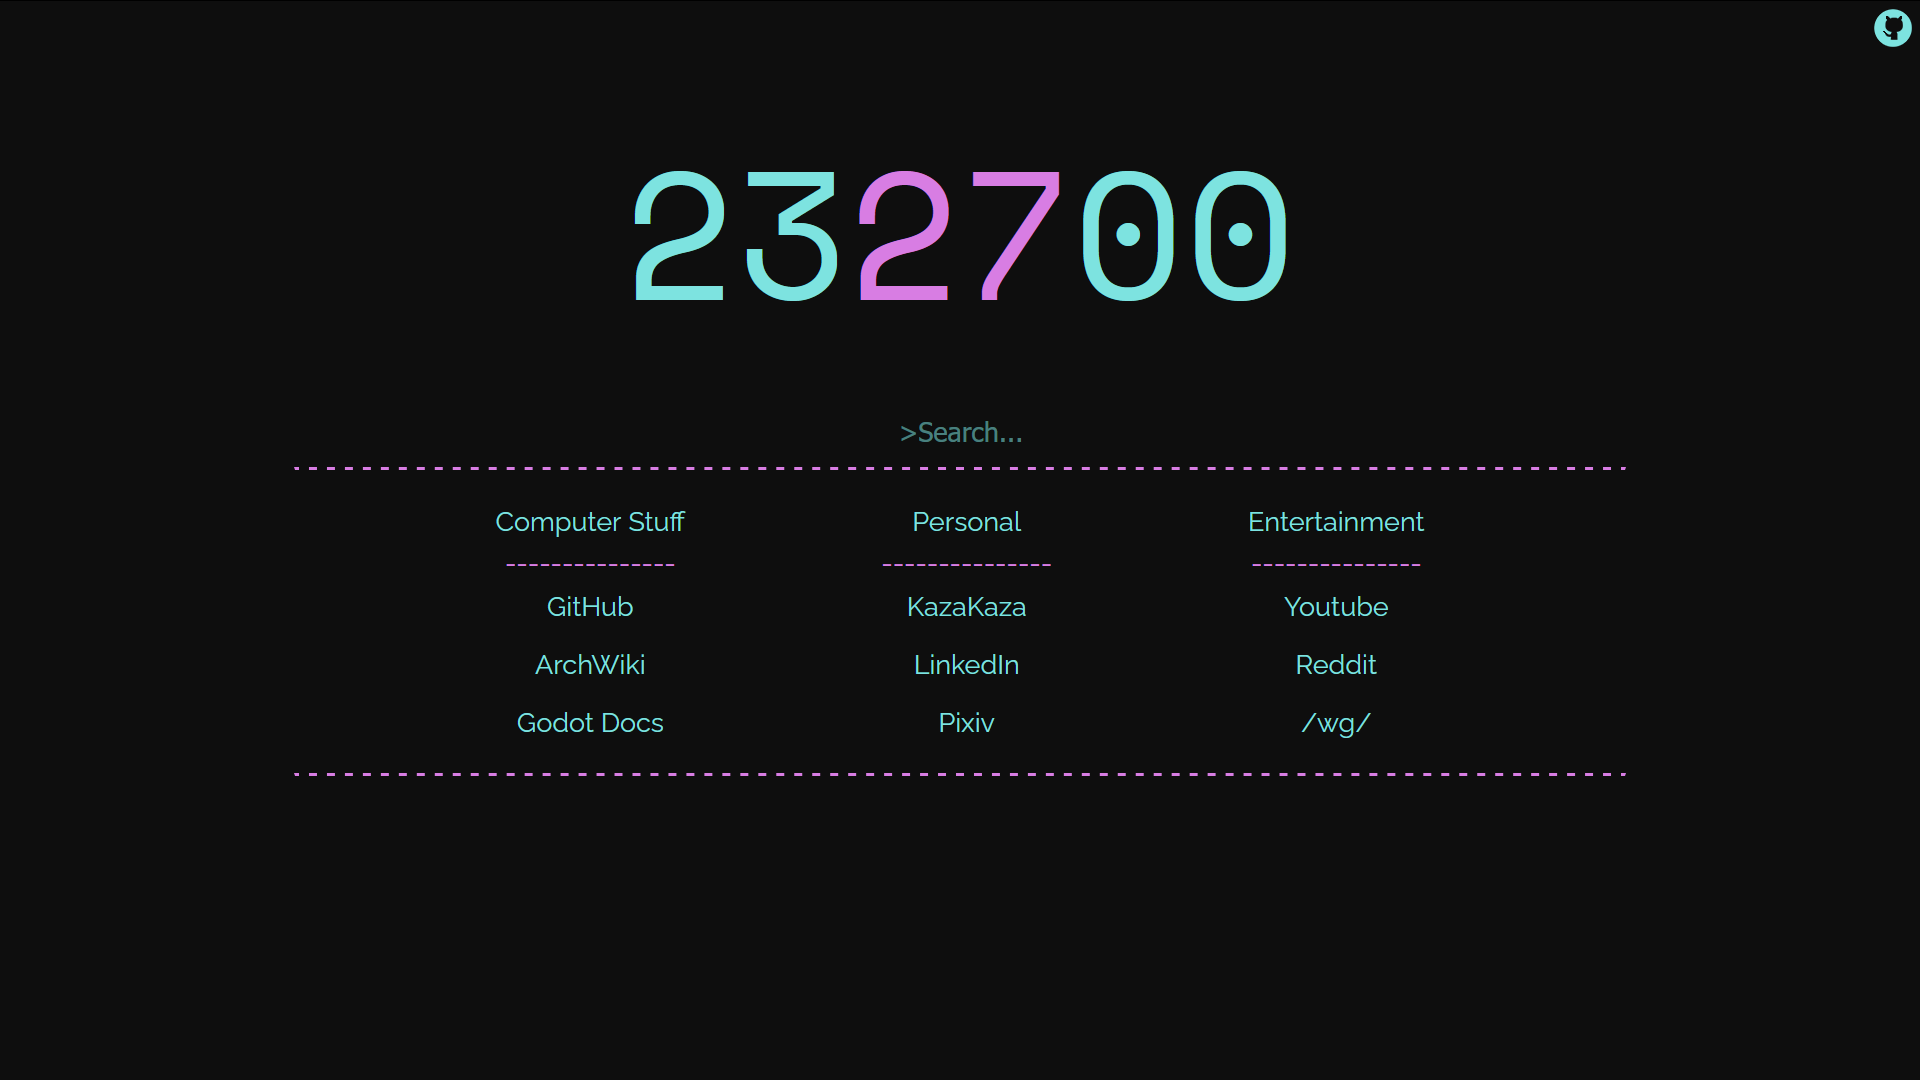 232700
>Search...
Computer Stuff
Personal
Entertainment
---------------
---------------
---------------
GitHub
KazaKaza
Youtube
ArchWiki
LinkedIn
Reddit
Godot Docs
Pixiv
/wg/